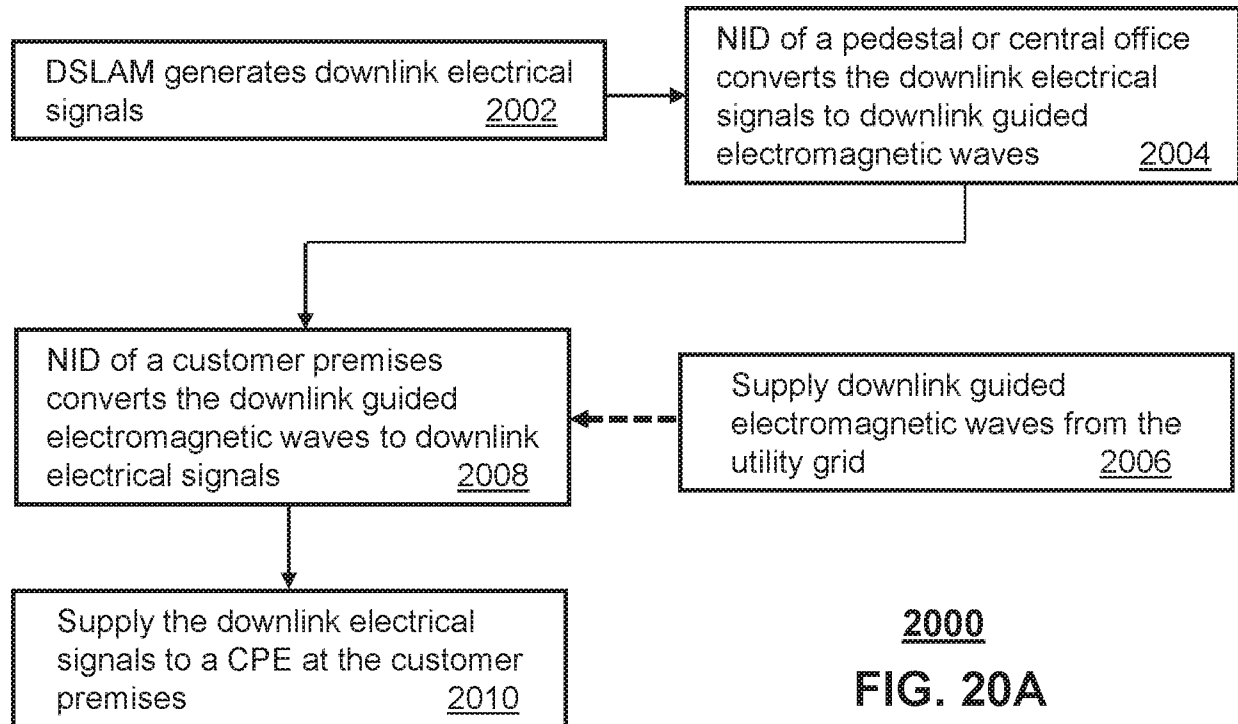 DSLAM generates downlink electrical
signals 2002
NID of a pedestal or central office
converts the downlink electrical
signals to downlink guided
electromagnetic waves 2004
NID of a customer premises
converts the downlink guided
electromagnetic waves to downlink
electrical signals 2008
Supply downlink guided
electromagnetic waves from the
utility grid 2006
Supply the downlink electrical
signals to a CPE at the customer
premises 2010
2000
FIG. 20A